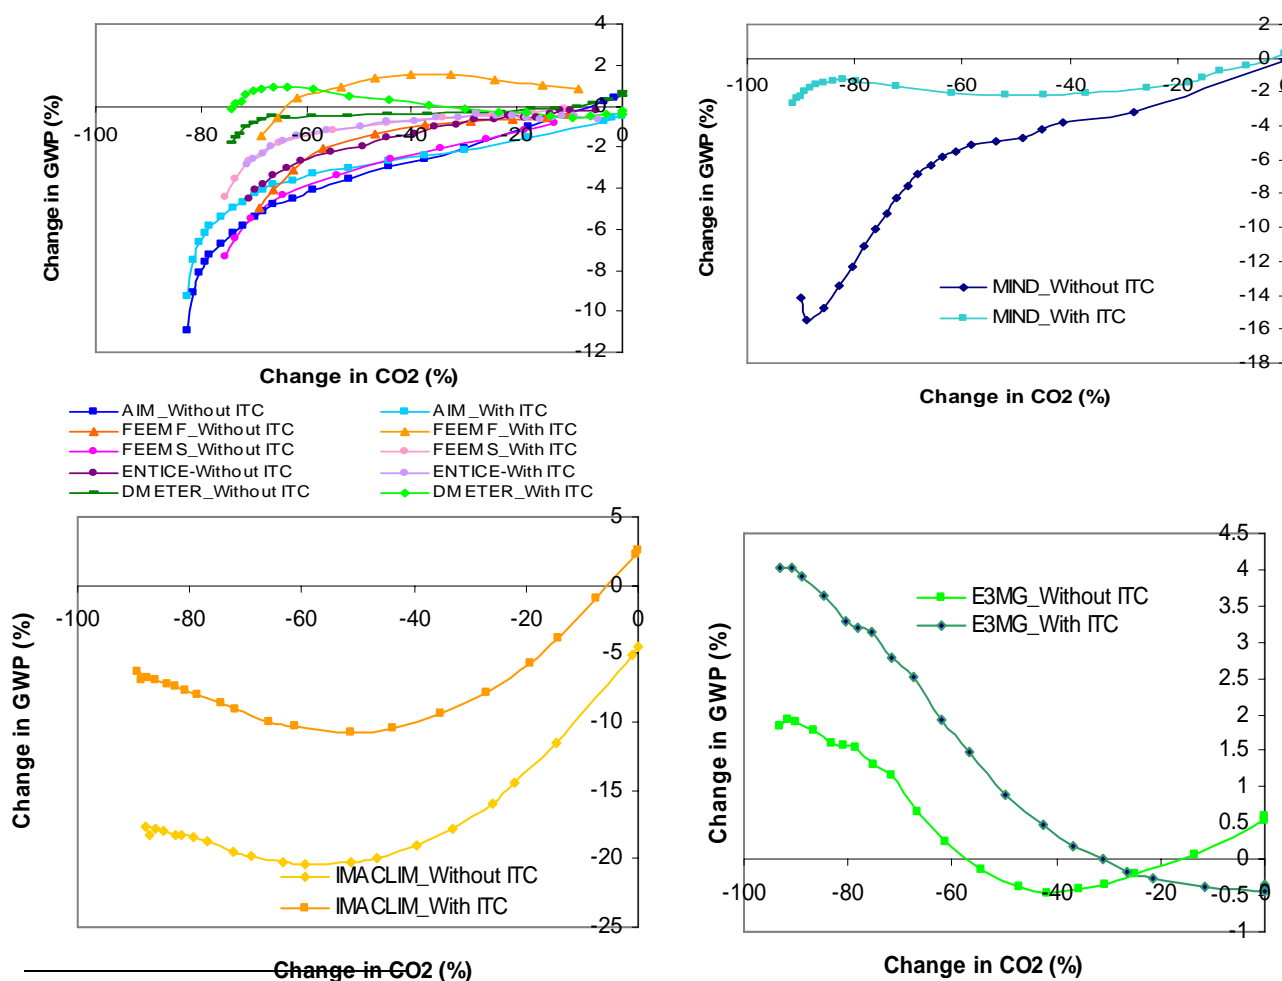 4
2
0
-2
-4
-6
-8
-10
-12
-100 -80 -60 -40 -20 0
Change in GWP (%)
Change in CO2 (%)
AIM_Without ITC AIM_With ITC
FEEMF_Without ITC FEEMF_With ITC
FEEMS_Without ITC FEEMS_With ITC
ENTICE-Without ITC ENTICE-With ITC
DMETER_Without ITC DMETER_With ITC
2
0
-2
-4
-6
-8
-10
-12
-14
-16
-18
-100 -80 -60 -40 -20
Change in GWP (%)
MIND_Without ITC
MIND_With ITC
Change in CO2 (%)
5
0
-5
-10
-15
-20
-25
-100 -80 -60 -40 -20 0
Change in GWP (%)
IMACLIM_Without ITC
IMACLIM_With ITC
Change in CO2 (%)
4.5
4
3.5
3
2.5
2
1.5
1
0.5
0
-0.5
-1
-100 -80 -60 -40 -20 0
Change in GWP (%)
E3MG_Without ITC
E3MG_With ITC
Change in CO2 (%)